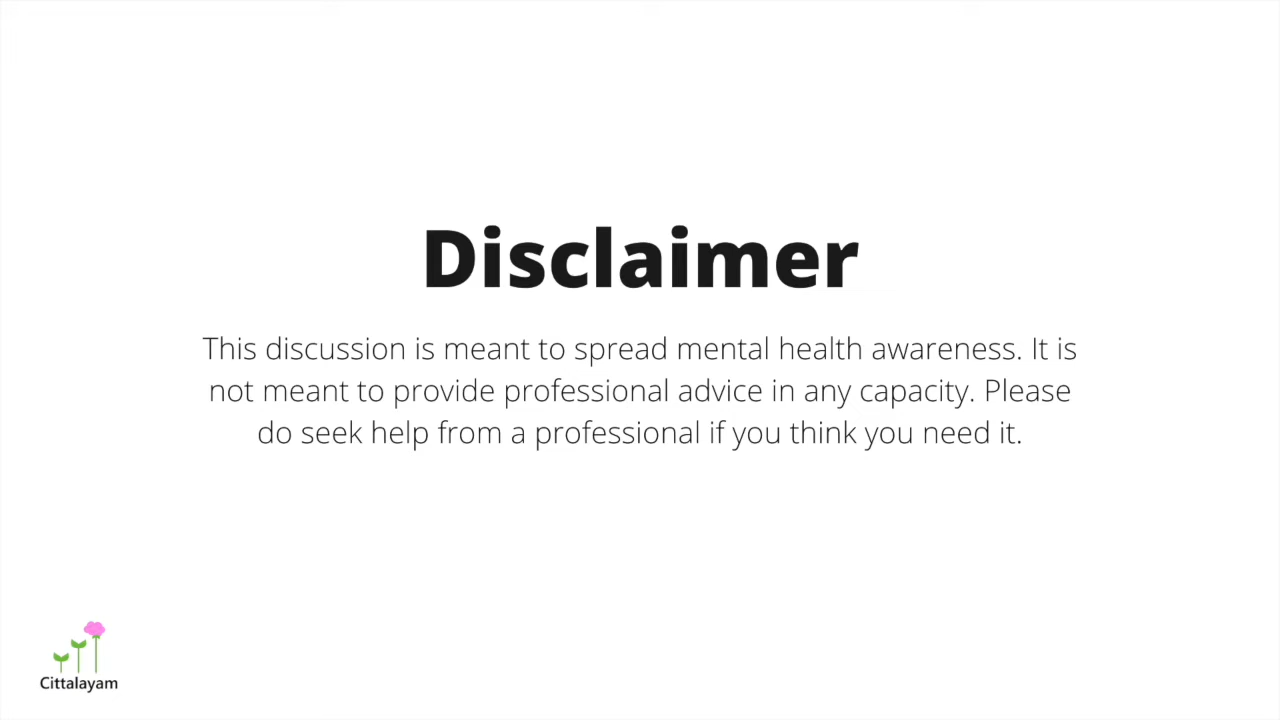 Disclaimer
This discussion is meant to spread mental health awareness. It is
not meant to provide professional advice in any capacity. Please
do seek help from a professional if you think you need it.
Cittalayam